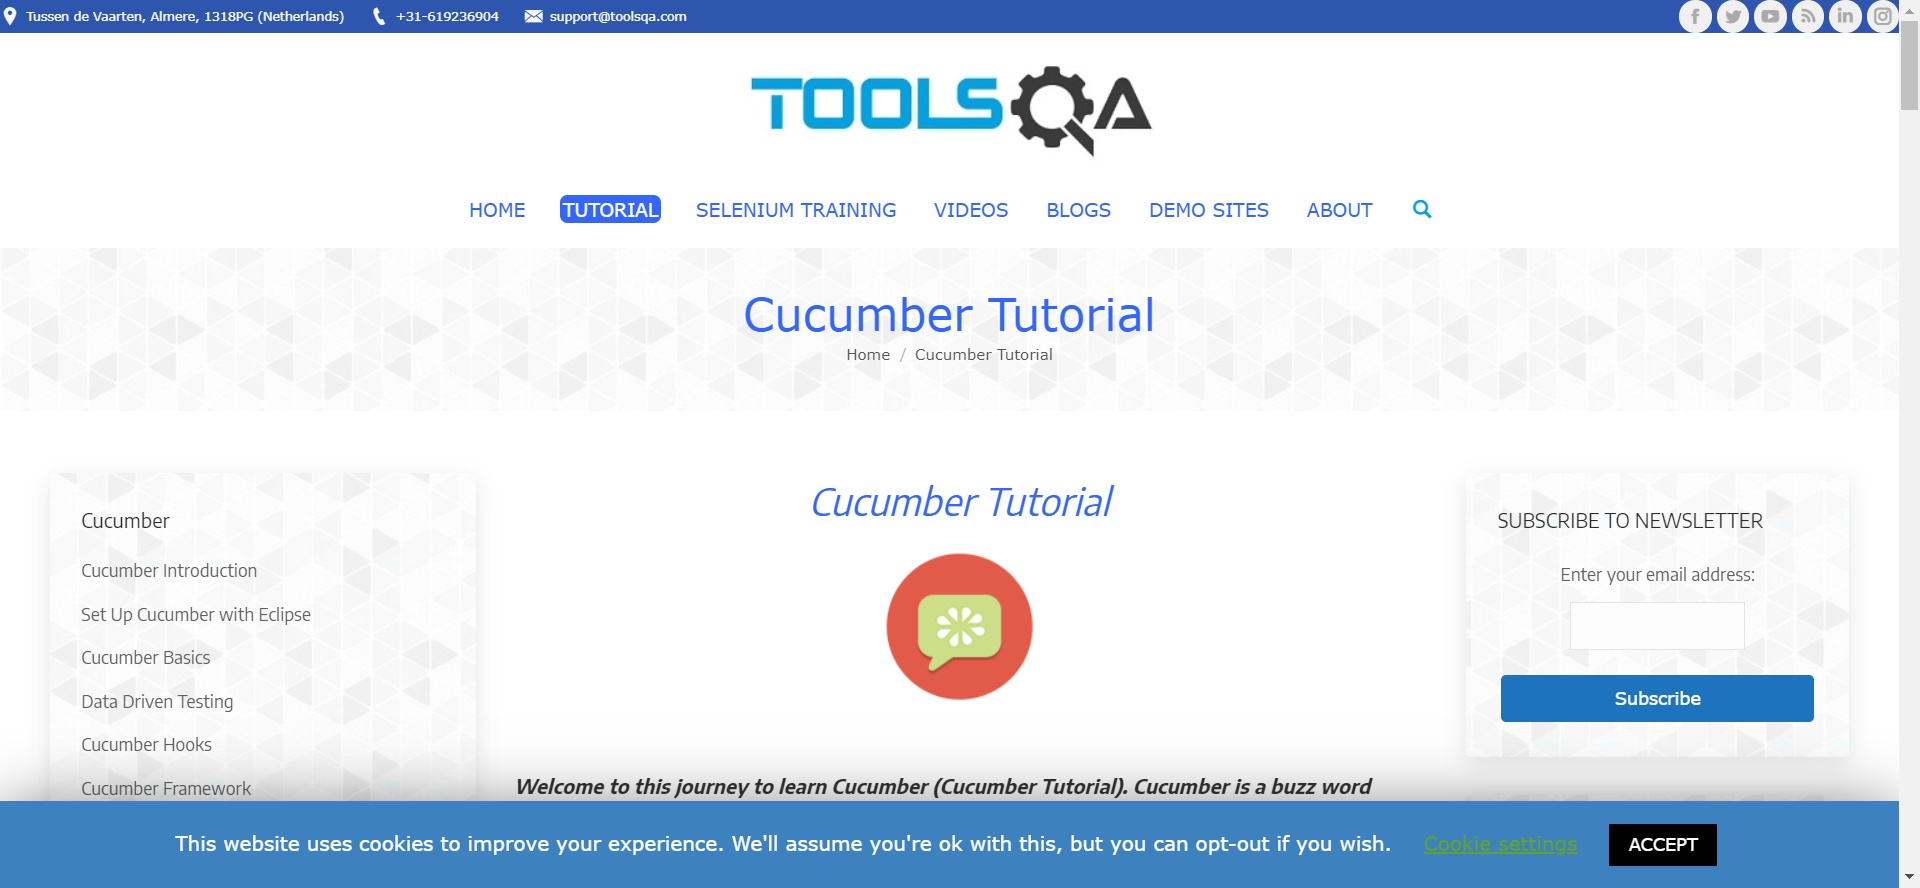 Tussen de Vaarten, Almere, 1318PG (Netherlands) +31-619236904 support@toolsqa.com
TOOLSQA
HOME TUTORIAL SELENIUM TRAINING VIDEOS BLOGS DEMO SITES ABOUT
Cucumber Tutorial
Home / Cucumber Tutorial
Cucumber
Cucumber Introduction
Set Up Cucumber with Eclipse
Cucumber Basics
Data Driven Testing
Cucumber Hooks
Cucumber Framework
Cucumber Tutorial
Welcome to this journey to learn Cucumber (Cucumber Tutorial). Cucumber is a buzz word
SUBSCRIBE TO NEWSLETTER
Enter your email address:
Subscribe
This website uses cookies to improve your experience. We'll assume you're ok with this, but you can opt-out if you wish. Cookie settings ACCEPT